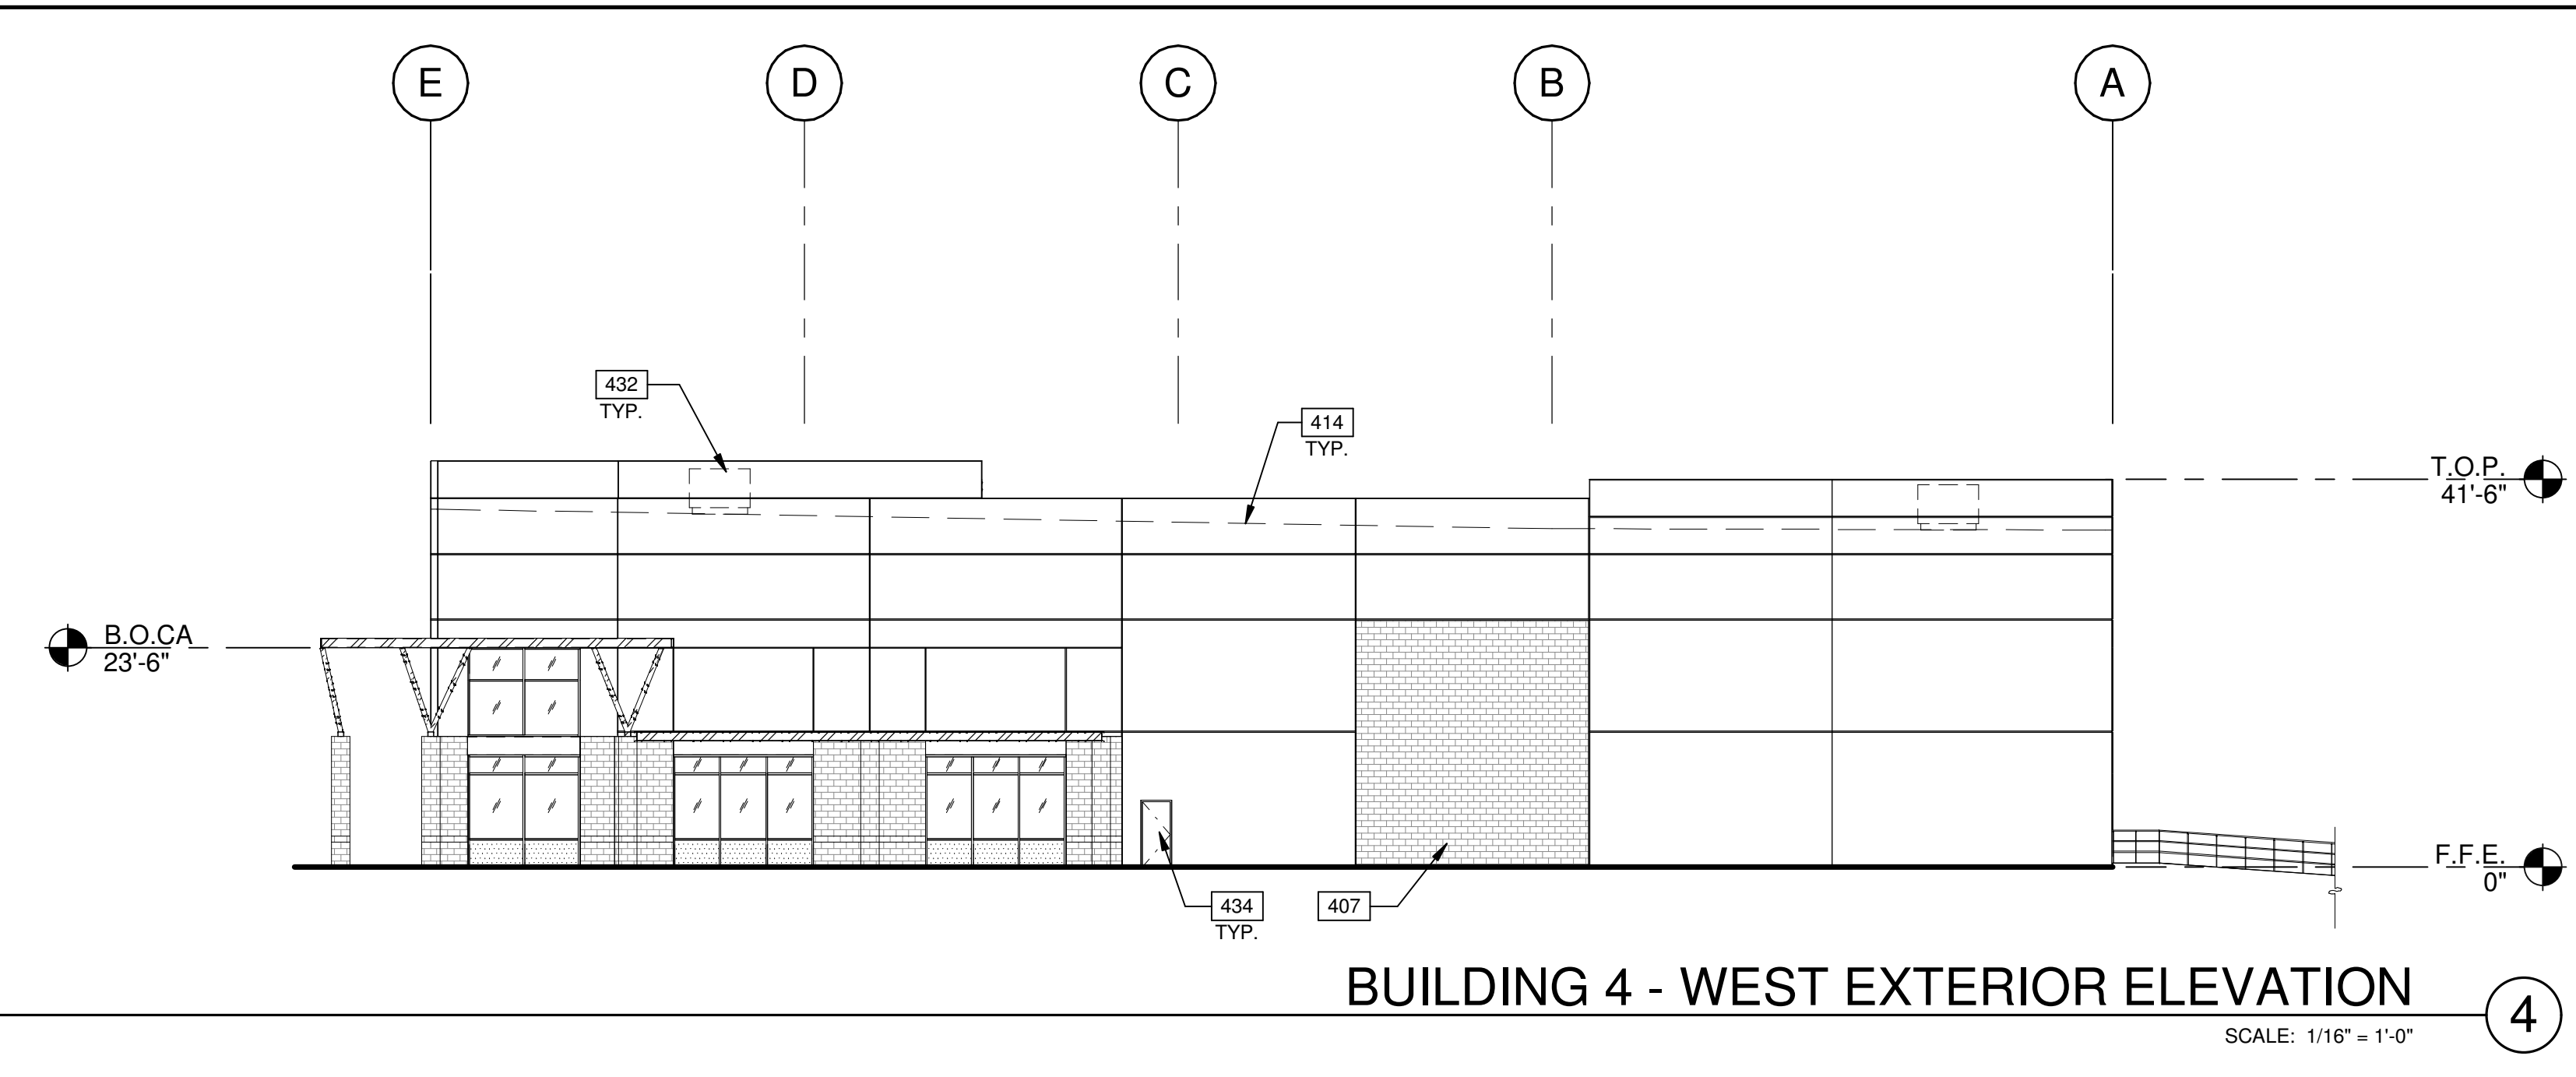 E D C B A
432
TYP.
414
TYP.
T.O.P.
41'-6"
B.O.CA
23'-6"
F.F.E.
0"
434
TYP.
407
BUILDING 4 - WEST EXTERIOR ELEVATION
4
SCALE: 1/16" = 1'-0"